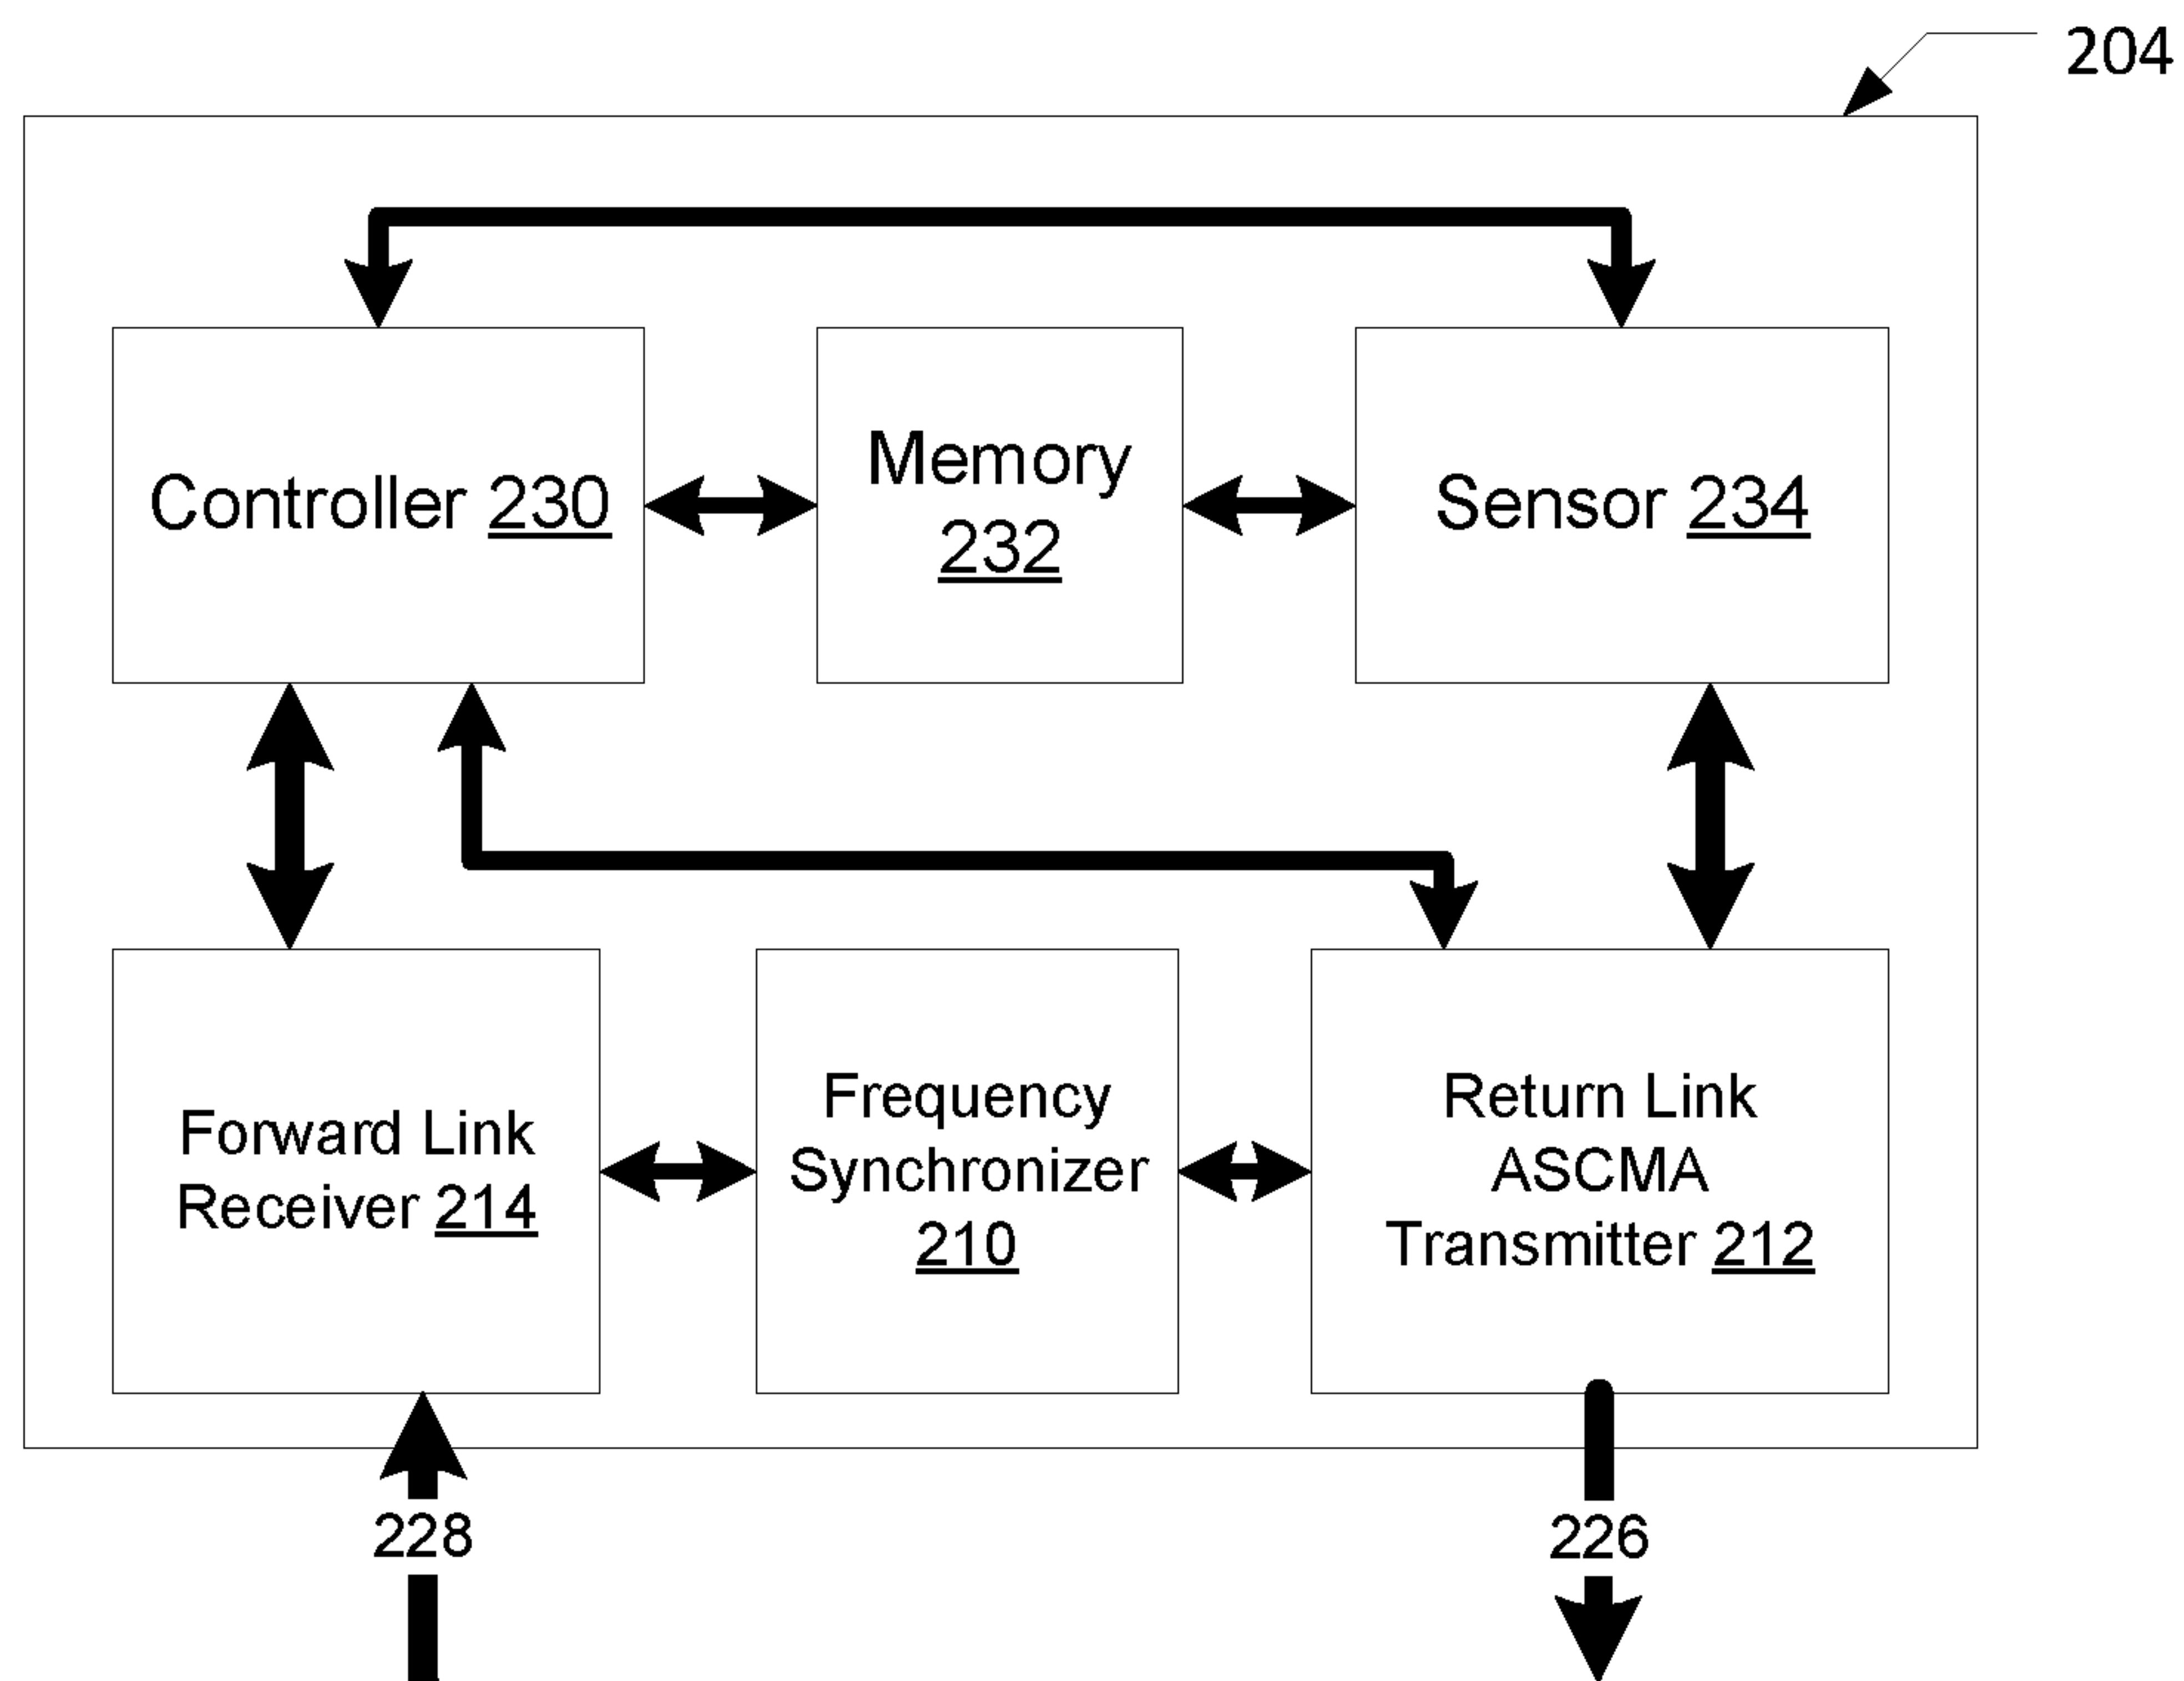 204
Controller 230
Memory
232
Sensor 234
Forward Link
Receiver 214
Frequency
Synchronizer
210
Return Link
ASCMA
Transmitter 212
228
226